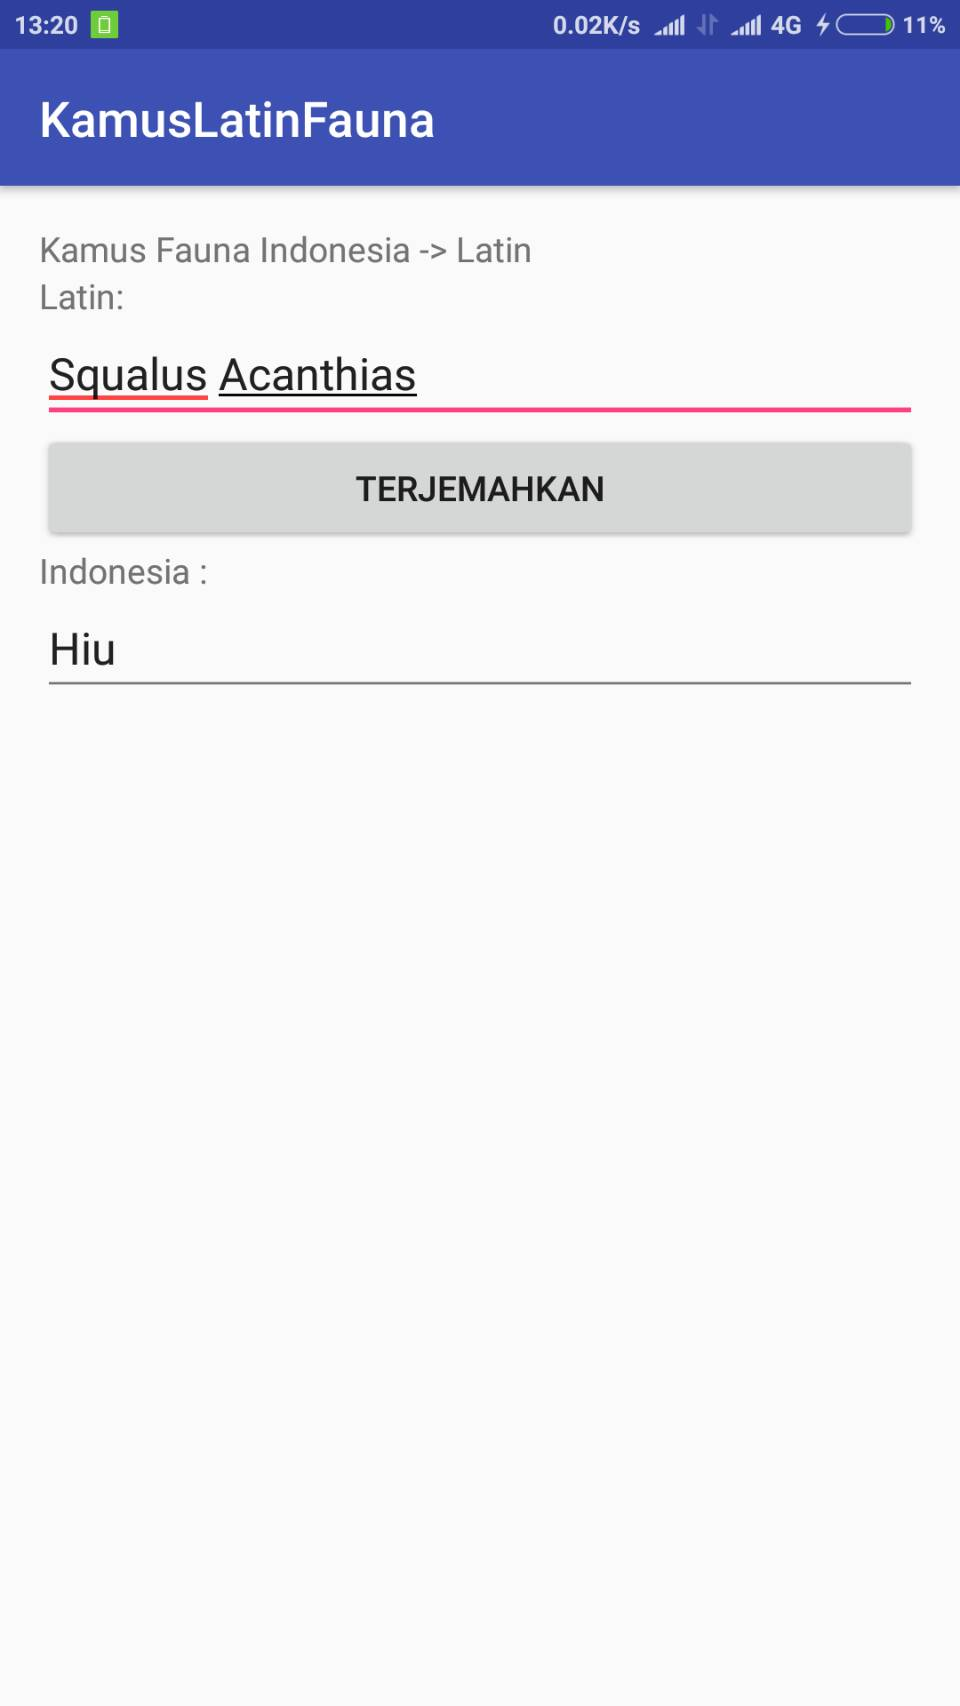 13:20 0.02K/s 4G 11%
KamusLatinFauna
Kamus Fauna Indonesia -> Latin
Latin:
Squalus Acanthias
TERJEMAHKAN
Indonesia :
Hiu